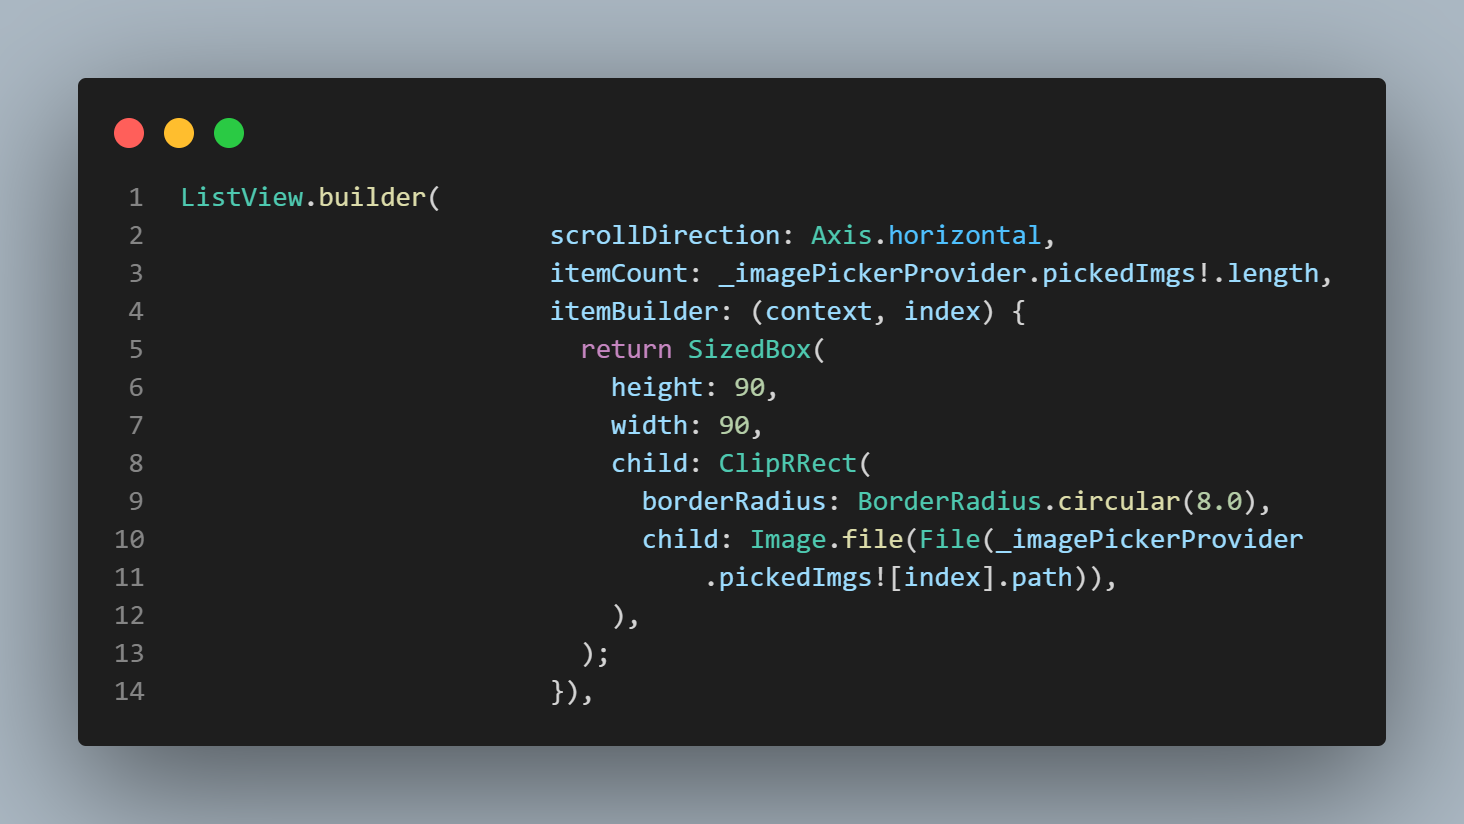 1 ListView.builder(
2 scrollDirection: Axis.horizontal,
3 itemCount: _imagePickerProvider.pickedImgs!.length,
4 itemBuilder: (context, index) {
5 return SizedBox(
6 height: 90,
7 width: 90,
8 child: ClipRRect(
9 borderRadius: BorderRadius.circular(8.0),
10 child: Image.file(File(_imagePickerProvider
11 .pickedImgs![index].path)),
12 ),
13 );
14 }),